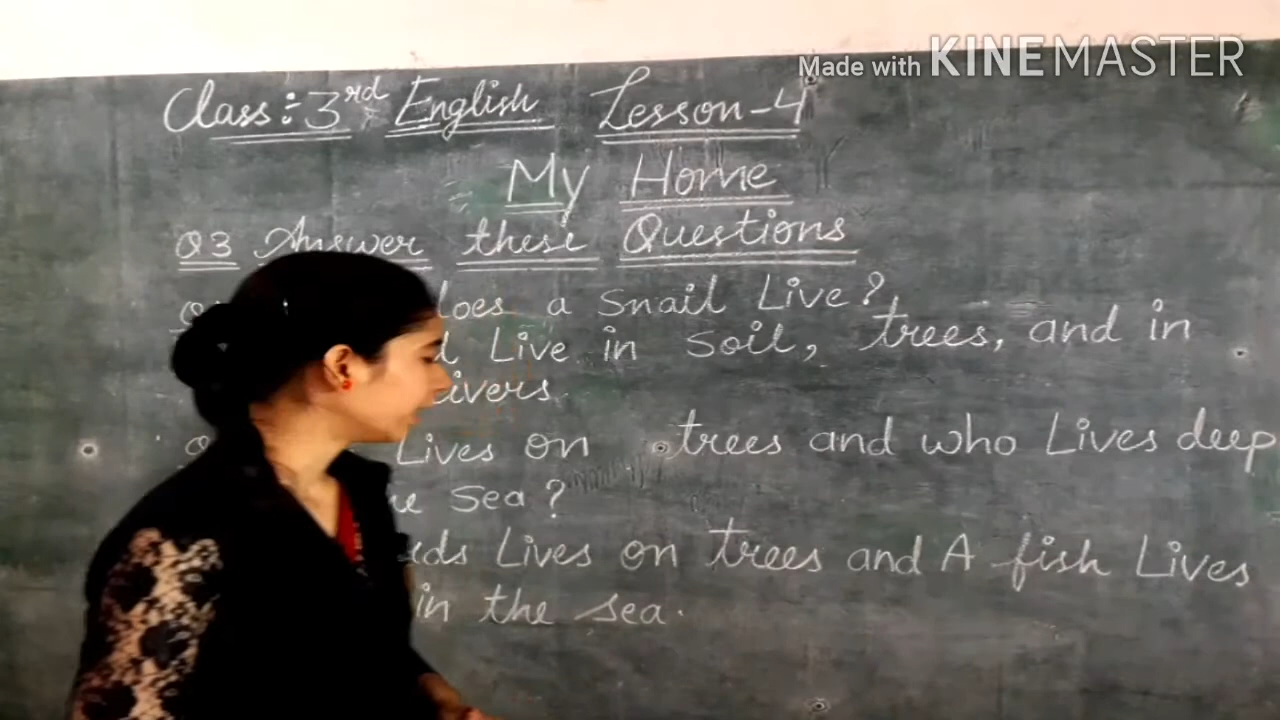 Made with KINEMASTER
Class:- 3rd English Lesson-4
My Home
Q3 Answer these Questions
a Snail Live?
Live in Soil, trees, and in
Lives on trees and who Lives deep
Sea?
Lives on trees and A fish Lives
in the sea.